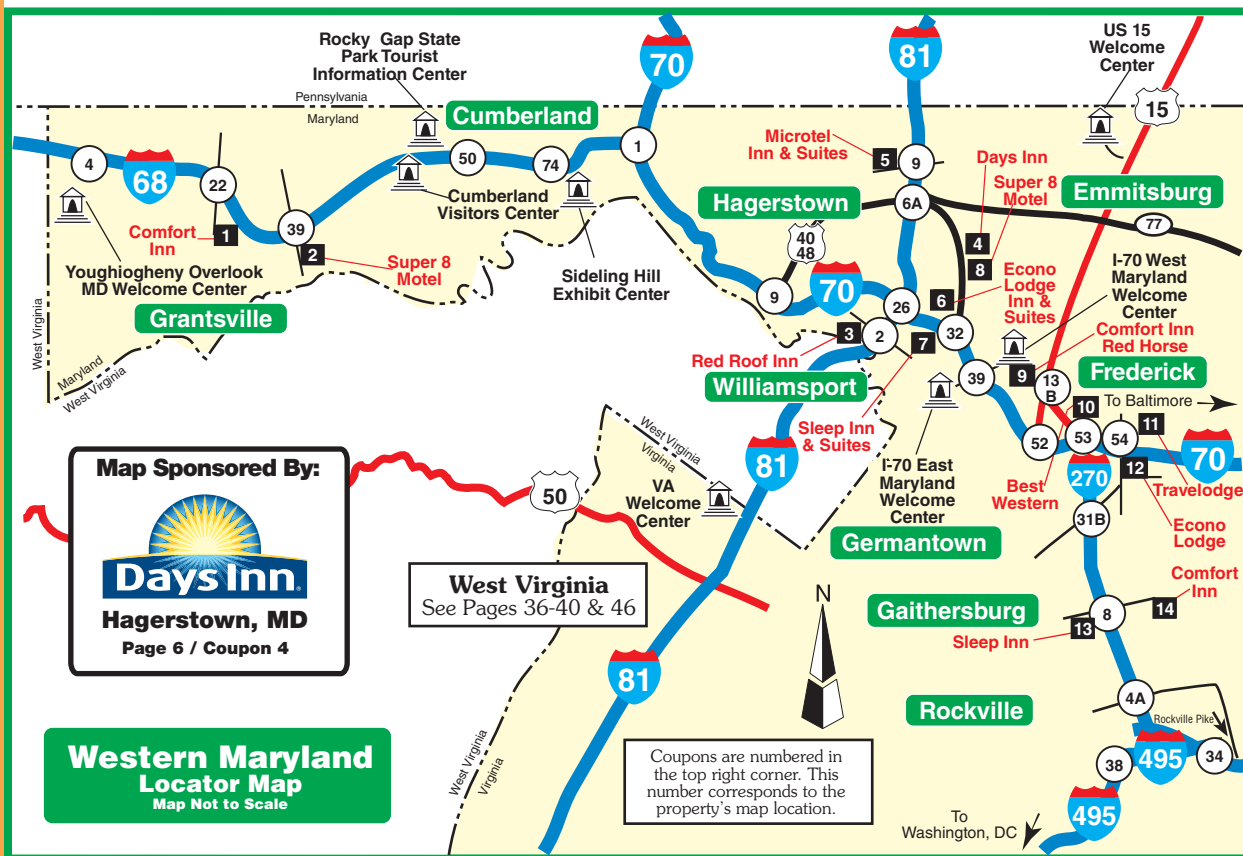 Rocky Gap State
Park Tourist
Information Center
70
81
US 15
Welcome
Center
Pennsylvania
Maryland
Cumberland
15
4
68
22
50
74
1
Microtel
Inn & Suites
5
9
Days Inn
Super 8
Motel
Emmitsburg
6A
Hagerstown
Cumberland
Visitors Center
39
Comfort
Inn
1
2
Super 8
Motel
40
48
4
8
77
Youghiogheny Overlook
MD Welcome Center
Sideling Hill
Exhibit Center
Econo
Lodge
Inn &
Suites
I-70 West
Maryland
Welcome
Center
Grantsville
9
70
26
6
32
West Virginia
Maryland
West Virginia
3
2
7
Red Roof Inn
Comfort Inn
Red Horse
Williamsport
39
9
13
B
Frederick
To Baltimore
10
11
Sleep Inn
& Suites
52
53
54
West Virginia
Virginia
81
70
270
12
Travelodge
Best
Western
I-70 East
Maryland
Welcome
Center
Map Sponsored By:
Days Inn®
Hagerstown, MD
Page 6 / Coupon 4
50
VA
Welcome
Center
31B
Econo
Lodge
Germantown
West Virginia
See Pages 36-40 & 46
N
Comfort
Inn
Gaithersburg
8
14
13
Sleep Inn
81
4A
Rockville
Rockville Pike
Western Maryland
Locator Map
Map Not to Scale
West Virginia
Virginia
Coupons are numbered in
the top right corner. This
number corresponds to the
property's map location.
38
495
34
495
To
Washington, DC